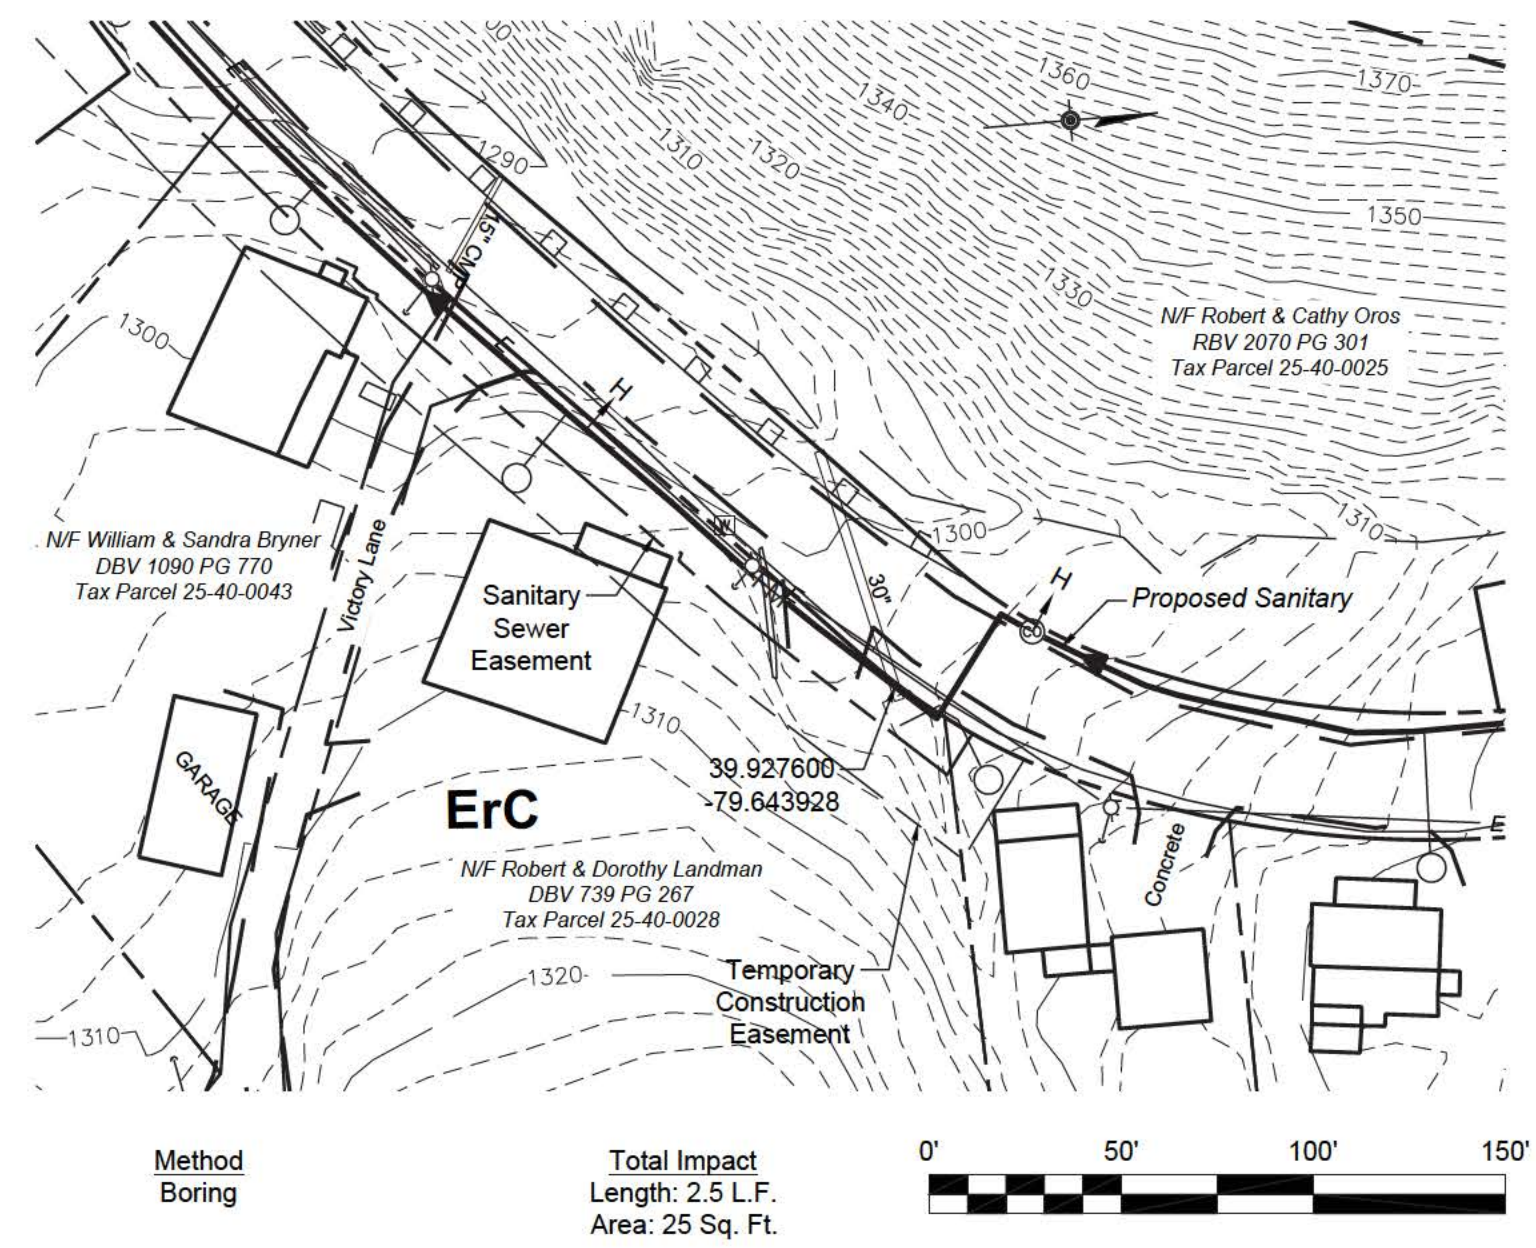 00
1360
1370
1340
1310
1320
1290
1350
15" CMP
1330
1300
N/F Robert & Cathy Oros
RBV 2070 PG 301
Tax Parcel 25-40-0025
H
E
W
1300
1310
N/F William & Sandra Bryner
DBV 1090 PG 770
Tax Parcel 25-40-0043
Victory Lane
Sanitary
Sewer
Easement
30"
H
CO
Proposed Sanitary
1310
GARAGE
39.927600
-79.643928
ErC
N/F Robert & Dorothy Landman
DBV 739 PG 267
Tax Parcel 25-40-0028
Concrete
E
1320
Temporary
Construction
Easement
1310
Method
Boring
Total Impact
Length: 2.5 L.F.
Area: 25 Sq. Ft.
0' 50' 100' 150'